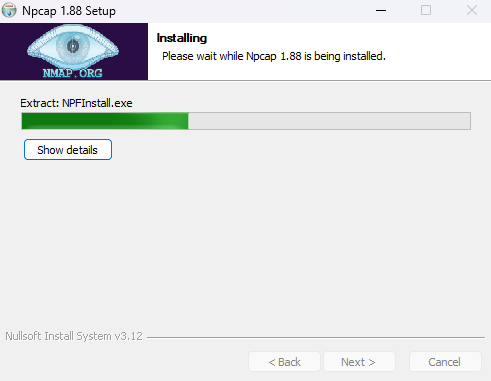 Npcap 1.88 Setup
Installing
Please wait while Npcap 1.88 is being installed.
NMAP.ORG
Extract: NPFInstall.exe
Show details
Nullsoft Install System v3.12
< Back
Next >
Cancel